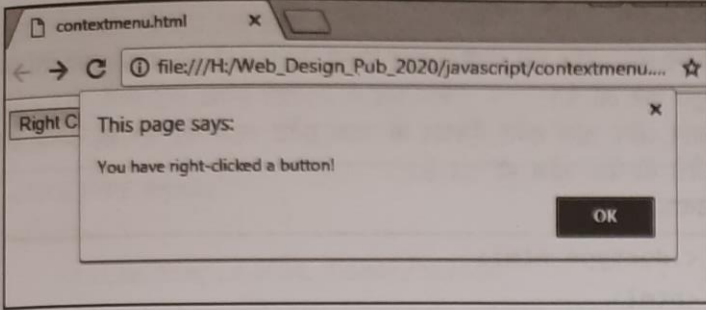 contextmenu.html
file:///H:/Web_Design_Pub_2020/javascript/contextmenu....
Right C
This page says:
You have right-clicked a button!
OK